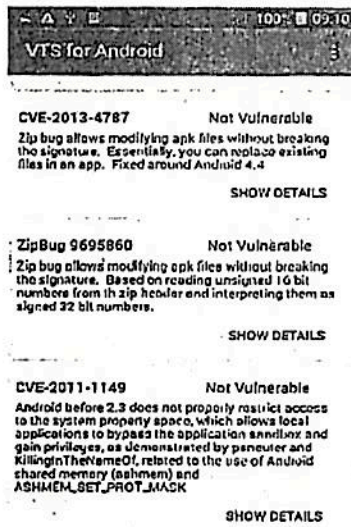 100% 09:10
VTS for Android
CVE-2013-4787 Not Vulnerable
Zip bug allows modifying apk files without breaking
the signature. Essentially, you can replace existing
files in an app. Fixed around Android 4.4
SHOW DETAILS
ZipBug 9695860 Not Vulnerable
Zip bug allows modifying apk files without breaking
the signature. Based on reading unsigned 16 bit
numbers from th zip header and interpreting them as
signed 32 bit numbers.
SHOW DETAILS
CVE-2011-1149 Not Vulnerable
Android before 2.3 does not properly restrict access
to the system property space, which allows local
applications to bypass the application sandbox and
gain privileges, as demonstrated by psneuter and
KillingInTheNameOf, related to the use of Android
shared memory (ashmem) and
ASHMEM_SET_PROT_MASK
SHOW DETAILS